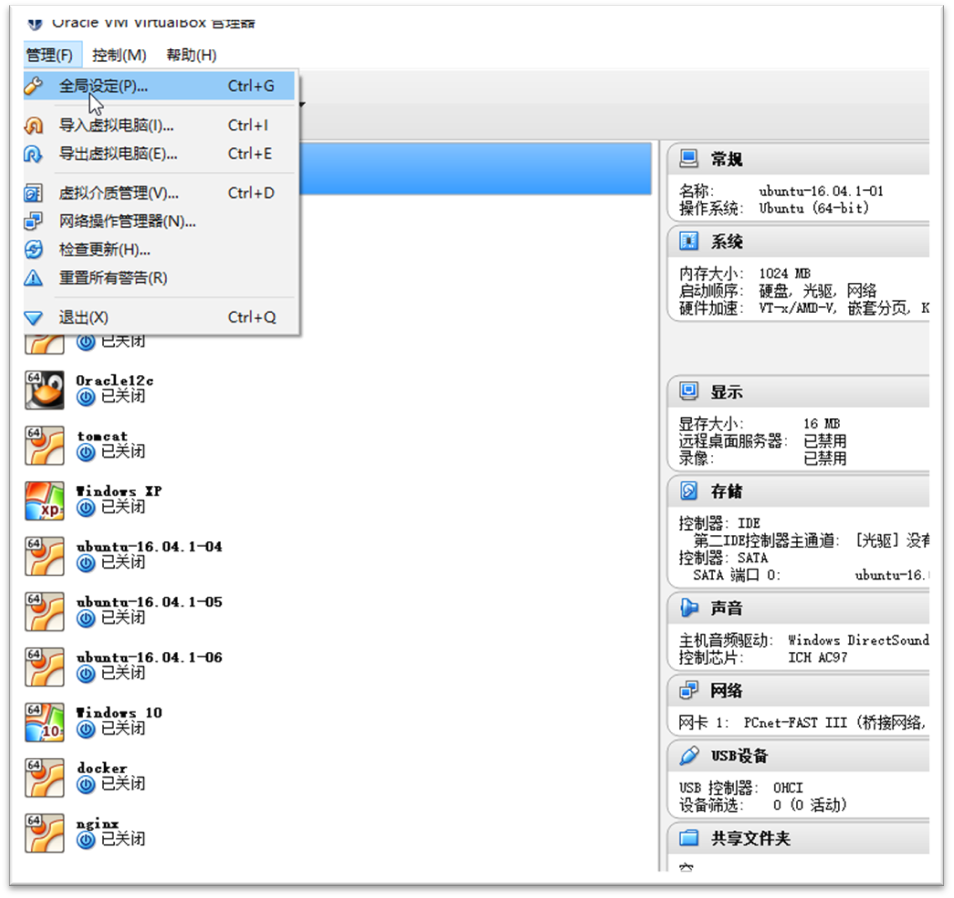 Oracle VM VirtualBox 管理器
管理(F) 控制(M) 帮助(H)
全局设定(P)... Ctrl+G
导入虚拟电脑(I)... Ctrl+I
导出虚拟电脑(E)... Ctrl+E
虚拟介质管理(V)... Ctrl+D
网络操作管理器(N)...
检查更新(H)...
重置所有警告(R)
退出(X) Ctrl+Q
已关闭
64 Oracle12c
已关闭
64 tomcat
已关闭
Windows XP
xp 已关闭
64 ubuntu-16.04.1-04
已关闭
64 ubuntu-16.04.1-05
已关闭
64 ubuntu-16.04.1-06
已关闭
64 Windows 10
10 已关闭
64 docker
已关闭
64 nginx
已关闭
常规
名称: ubuntu-16.04.1-01
操作系统: Ubuntu (64-bit)
系统
内存大小: 1024 MB
启动顺序: 硬盘, 光驱, 网络
硬件加速: VT-x/AMD-V, 嵌套分页, K
显示
显存大小: 16 MB
远程桌面服务器: 已禁用
录像: 已禁用
存储
控制器: IDE
第二IDE控制器主通道: [光驱] 没有
控制器: SATA
SATA 端口 0: ubuntu-16.
声音
主机音频驱动: Windows DirectSound
控制芯片: ICH AC97
网络
网卡 1: PCnet-FAST III (桥接网络,
USB设备
USB 控制器: OHCI
设备筛选: 0 (0 活动)
共享文件夹